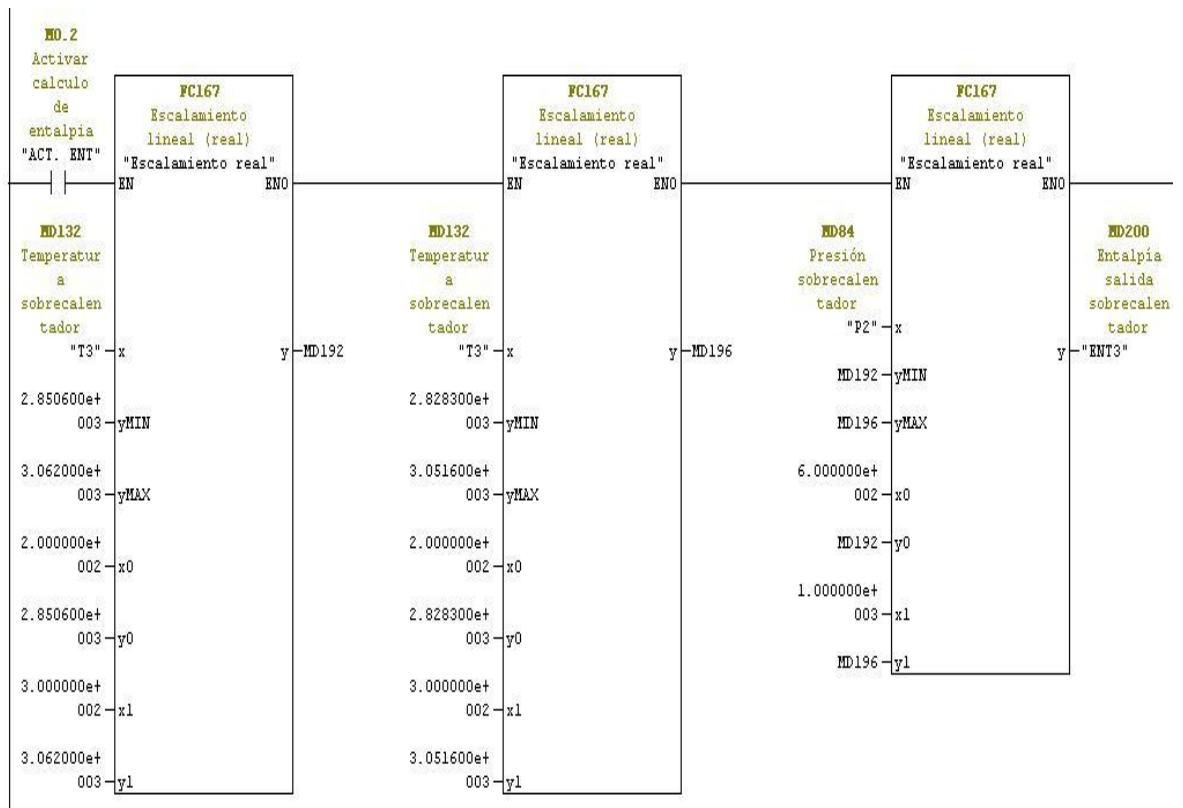 M0.2
Activar
calculo
de
entalpia
"ACT. ENT"
FC167
Escalamiento
lineal (real)
"Escalamiento real"
EN ENO
MD132
Temperatur
a
sobrecalen
tador
"T3" x
y MD192
2.850600e+
003 yMIN
3.062000e+
003 yMAX
2.000000e+
002 x0
2.850600e+
003 y0
3.000000e+
002 x1
3.062000e+
003 y1
FC167
Escalamiento
lineal (real)
"Escalamiento real"
EN ENO
MD132
Temperatur
a
sobrecalen
tador
"T3" x
y MD196
2.828300e+
003 yMIN
3.051600e+
003 yMAX
2.000000e+
002 x0
2.828300e+
003 y0
3.000000e+
002 x1
3.051600e+
003 y1
FC167
Escalamiento
lineal (real)
"Escalamiento real"
EN ENO
MD84
Presión
sobrecalen
tador
"P2" x
MD192 yMIN
MD196 yMAX
6.000000e+
002 x0
MD192 y0
1.000000e+
003 x1
MD196 y1
MD200
Entalpía
salida
sobrecalen
tador
y "ENT3"